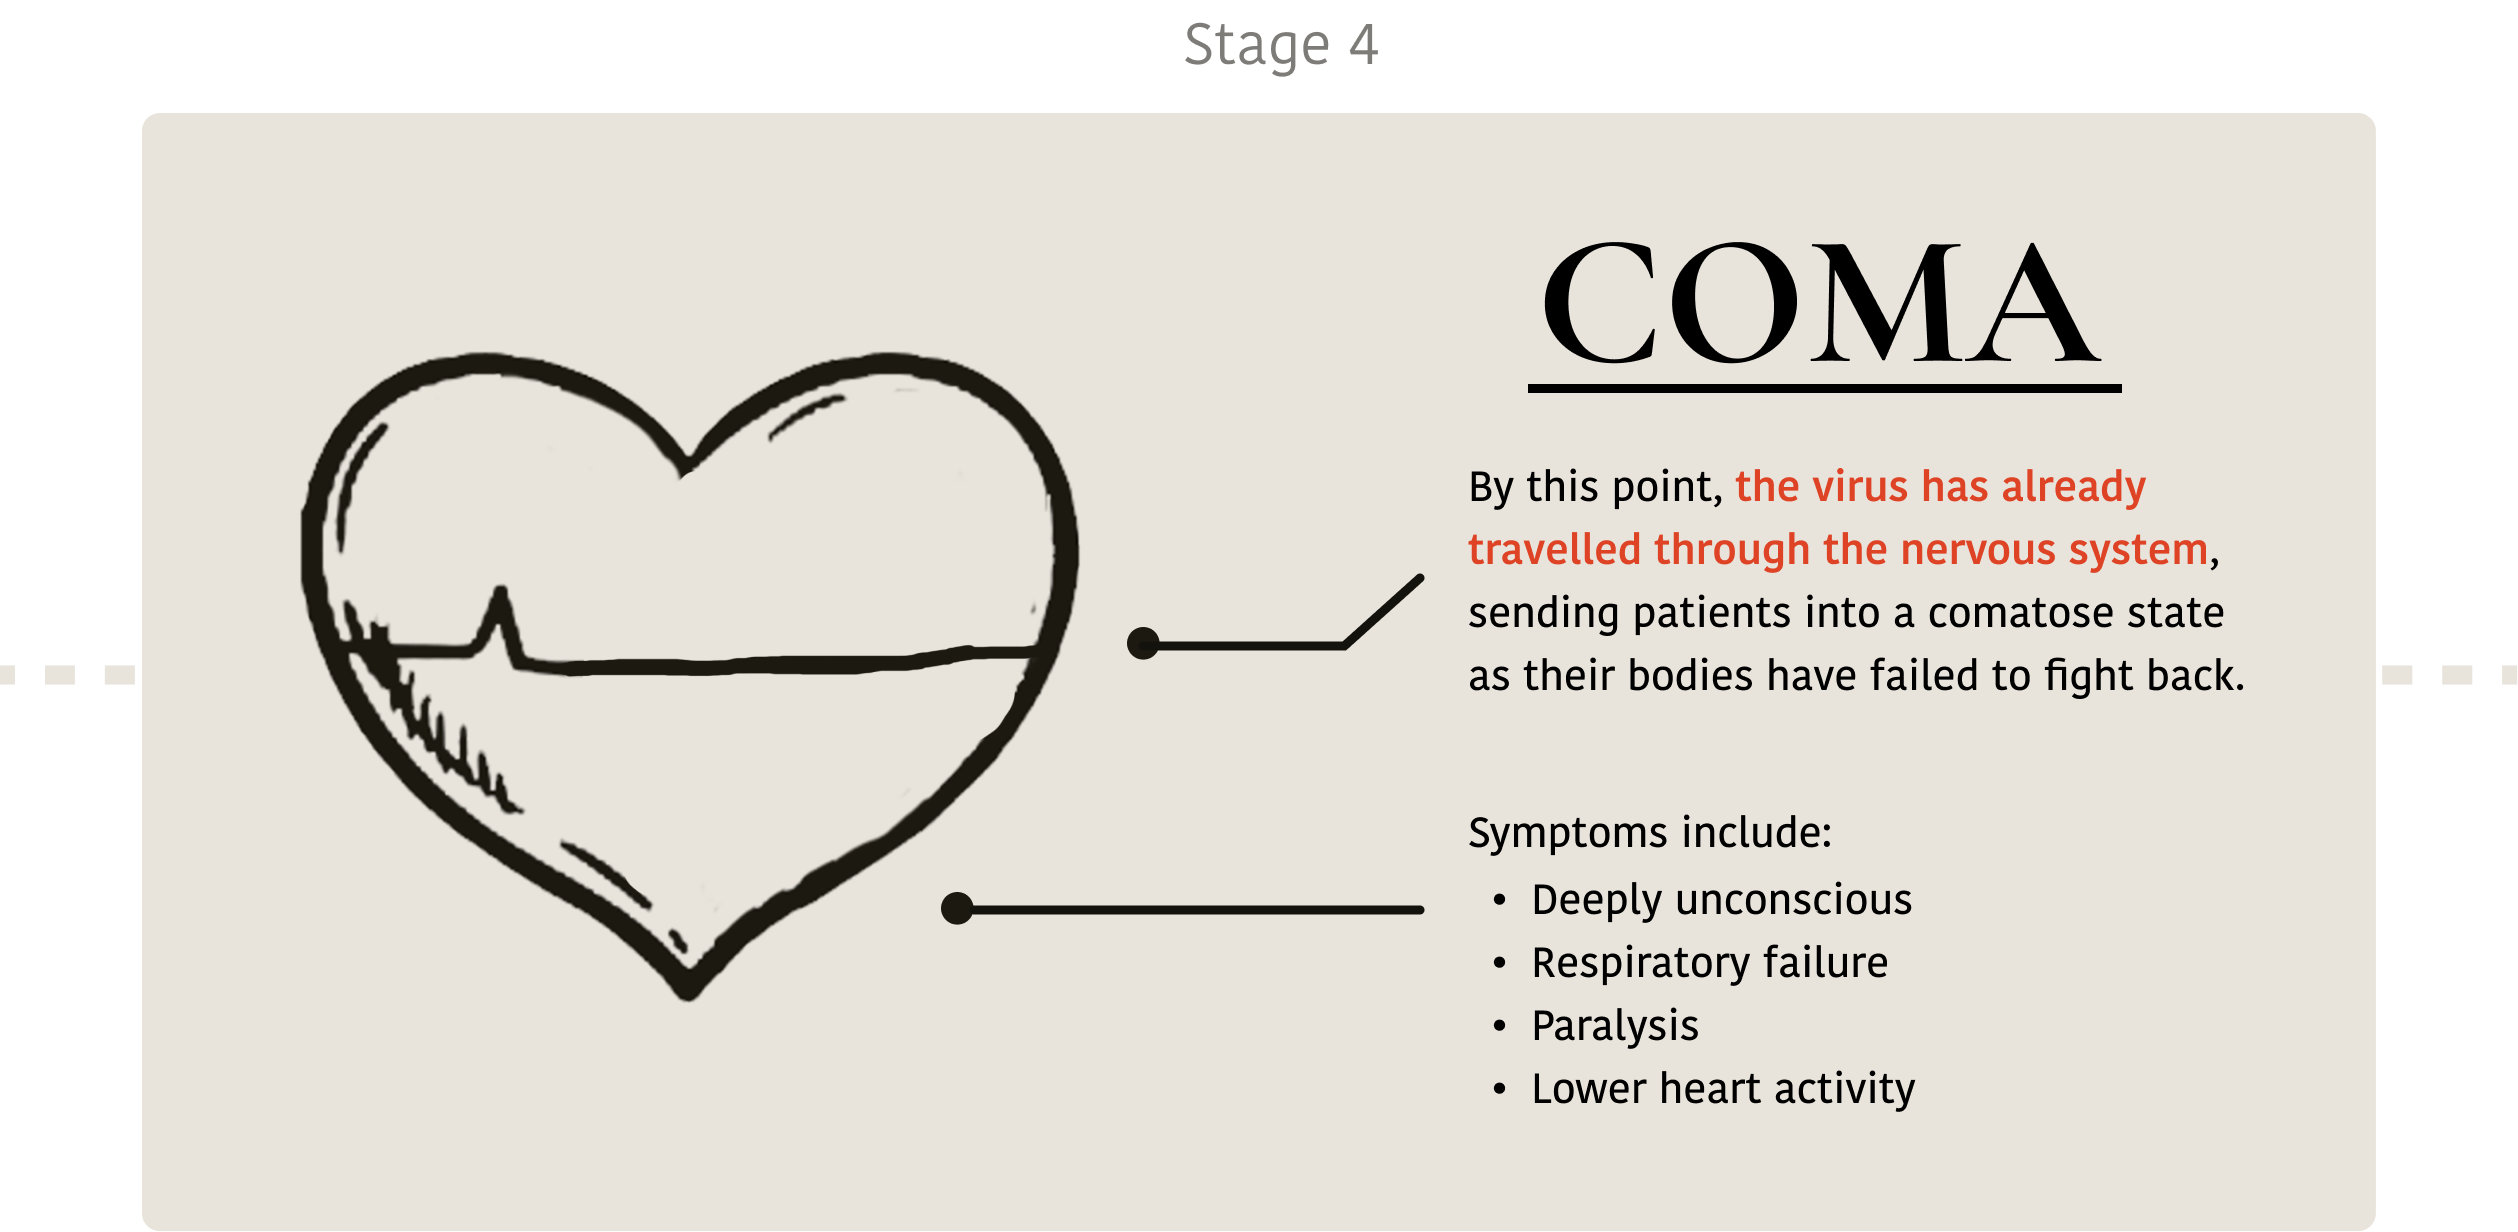 Stage 4
COMA
By this point, the virus has already
travelled through the nervous system,
sending patients into a comatose state
as their bodies have failed to fight back.
Symptoms include:
• Deeply unconscious
• Respiratory failure
• Paralysis
• Lower heart activity